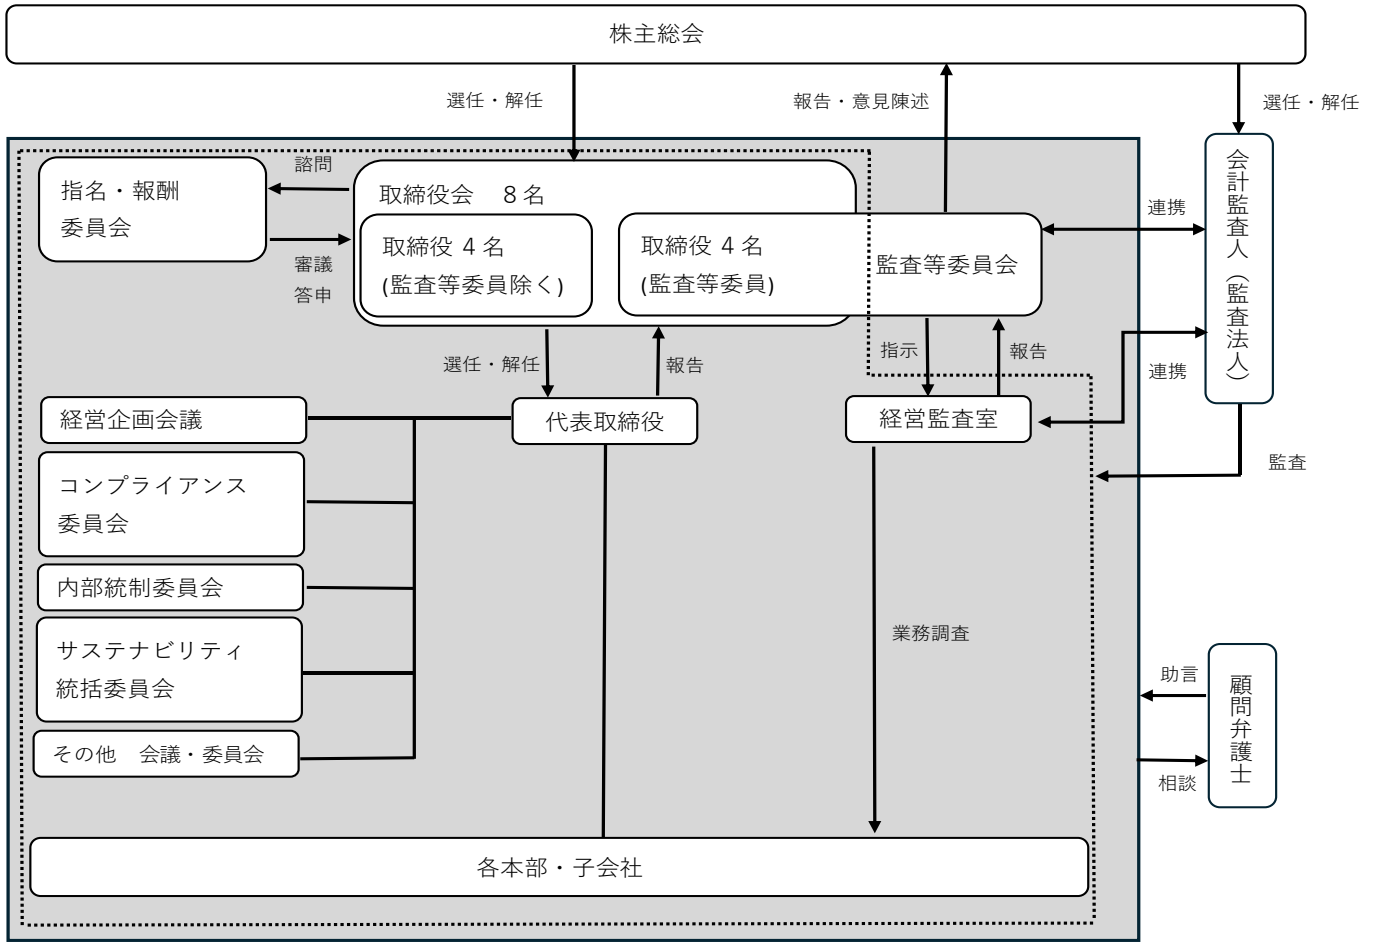 株主総会
選任・解任
報告・意見陳述
選任・解任
指名・報酬
委員会
諮問
審議
答申
取締役会　8名
取締役 4名
(監査等委員除く)
取締役 4名
(監査等委員)
監査等委員会
連携
会計監査人（監査法人）
選任・解任
報告
指示
報告
連携
経営企画会議
代表取締役
経営監査室
監査
コンプライアンス
委員会
内部統制委員会
サステナビリティ
統括委員会
業務調査
その他　会議・委員会
助言
顧問弁護士
相談
各本部・子会社